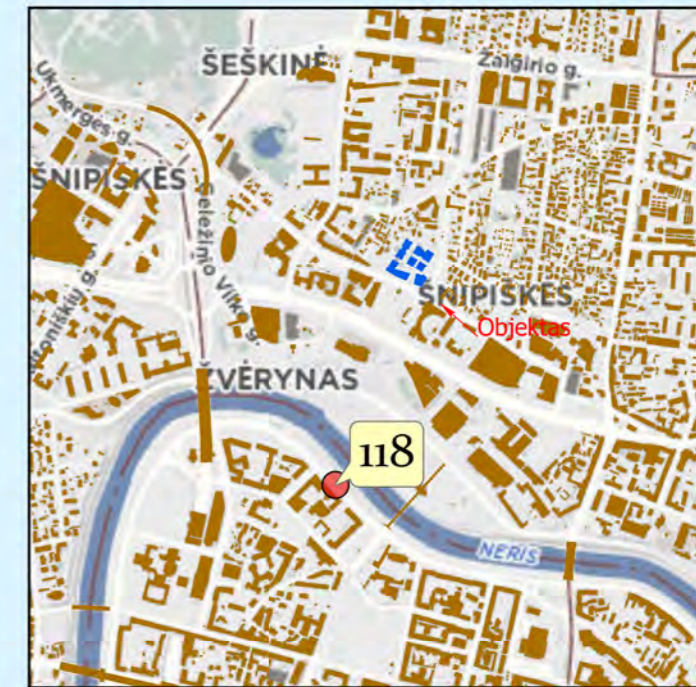 ŠEŠKINĖ
Žalgirio g.
Ukmergės g.
ŠNIPIŠKĖS
Geležinio Vilko g.
ŠNIPIŠKĖS
Objektas
ŽVĖRYNAS
118
NERIS